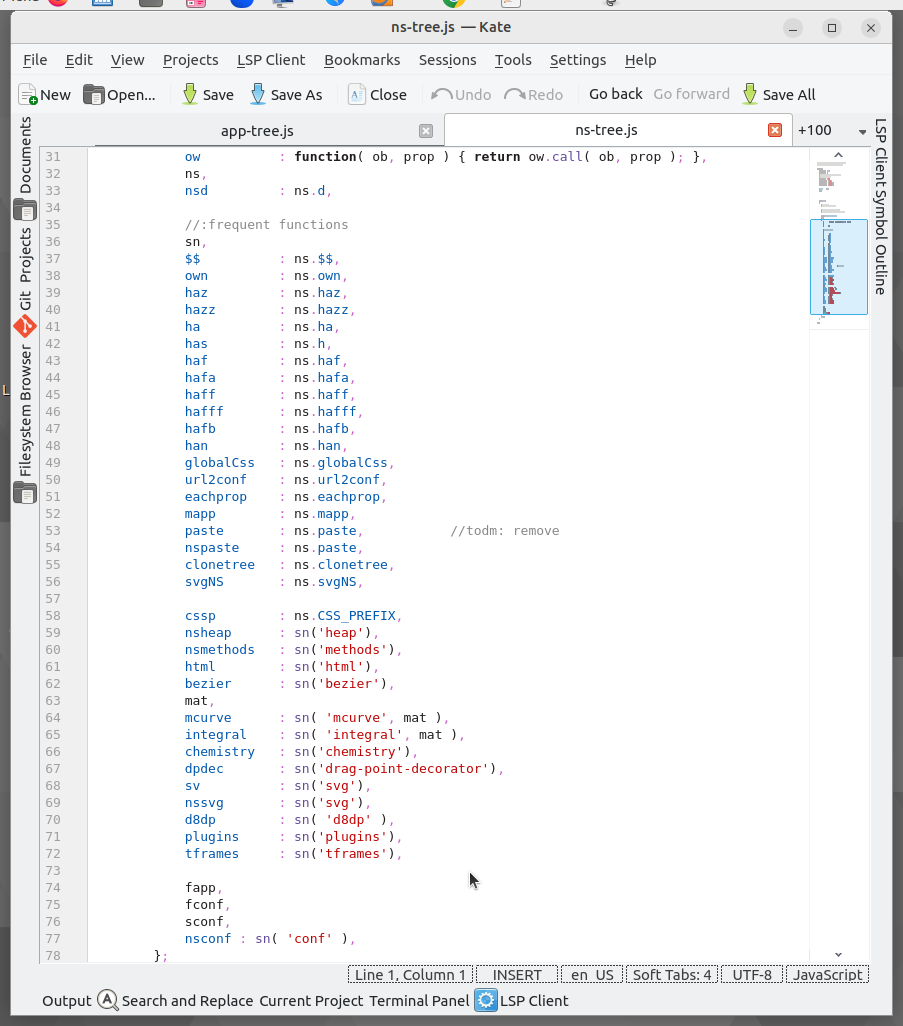 ns-tree.js — Kate
File Edit View Projects LSP Client Bookmarks Sessions Tools Settings Help
New Open... Save Save As Close Undo Redo Go back Go forward Save All
app-tree.js ns-tree.js +100
Documents
Projects
Git
Filesystem Browser
LSP Client Symbol Outline
31 ow : function( ob, prop ) { return ow.call( ob, prop ); },
32 ns,
33 nsd : ns.d,
34
35 //:frequent functions
36 sn,
37 $$ : ns.$$,
38 own : ns.own,
39 haz : ns.haz,
40 hazz : ns.hazz,
41 ha : ns.ha,
42 has : ns.h,
43 haf : ns.haf,
44 hafa : ns.hafa,
45 haff : ns.haff,
46 hafff : ns.hafff,
47 hafb : ns.hafb,
48 han : ns.han,
49 globalCss : ns.globalCss,
50 url2conf : ns.url2conf,
51 eachprop : ns.eachprop,
52 mapp : ns.mapp,
53 paste : ns.paste, //todm: remove
54 nspaste : ns.paste,
55 clonetree : ns.clonetree,
56 svgNS : ns.svgNS,
57
58 cssp : ns.CSS_PREFIX,
59 nsheap : sn('heap'),
60 nsmethods : sn('methods'),
61 html : sn('html'),
62 bezier : sn('bezier'),
63 mat,
64 mcurve : sn( 'mcurve', mat ),
65 integral : sn( 'integral', mat ),
66 chemistry : sn('chemistry'),
67 dpdec : sn('drag-point-decorator'),
68 sv : sn('svg'),
69 nssvg : sn('svg'),
70 d8dp : sn( 'd8dp' ),
71 plugins : sn('plugins'),
72 tframes : sn('tframes'),
73
74 fapp,
75 fconf,
76 sconf,
77 nsconf : sn( 'conf' ),
78 };
Line 1, Column 1 INSERT en_US Soft Tabs: 4 UTF-8 JavaScript
Output Search and Replace Current Project Terminal Panel LSP Client